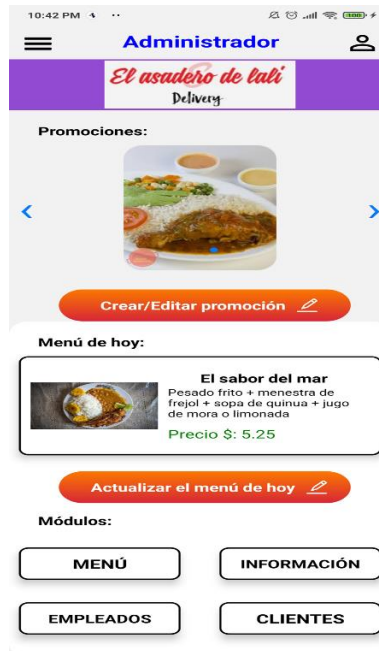 10:42 PM
100
Administrador
El asadero de lali
Delivery
Promociones:
Crear/Editar promoción
Menú de hoy:
El sabor del mar
Pesado frito + menestra de
frejol + sopa de quinua + jugo
de mora o limonada
Precio $: 5.25
Actualizar el menú de hoy
Módulos:
MENÚ
INFORMACIÓN
EMPLEADOS
CLIENTES